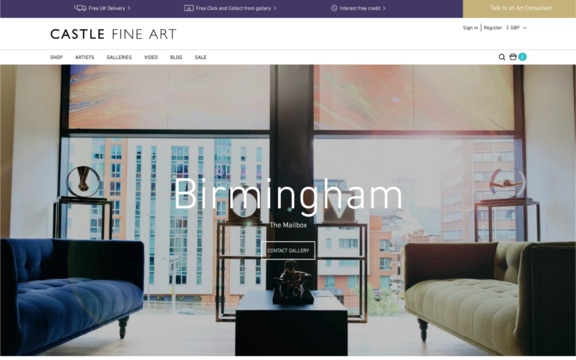 Free UK Delivery >
Free Click and Collect from gallery >
Interest free credit >
Talk to an Art Consultant
CASTLE FINE ART
Sign in | Register £ GBP
SHOP ARTISTS GALLERIES VIDEO BLOG SALE
Birmingham
The Mailbox
CONTACT GALLERY